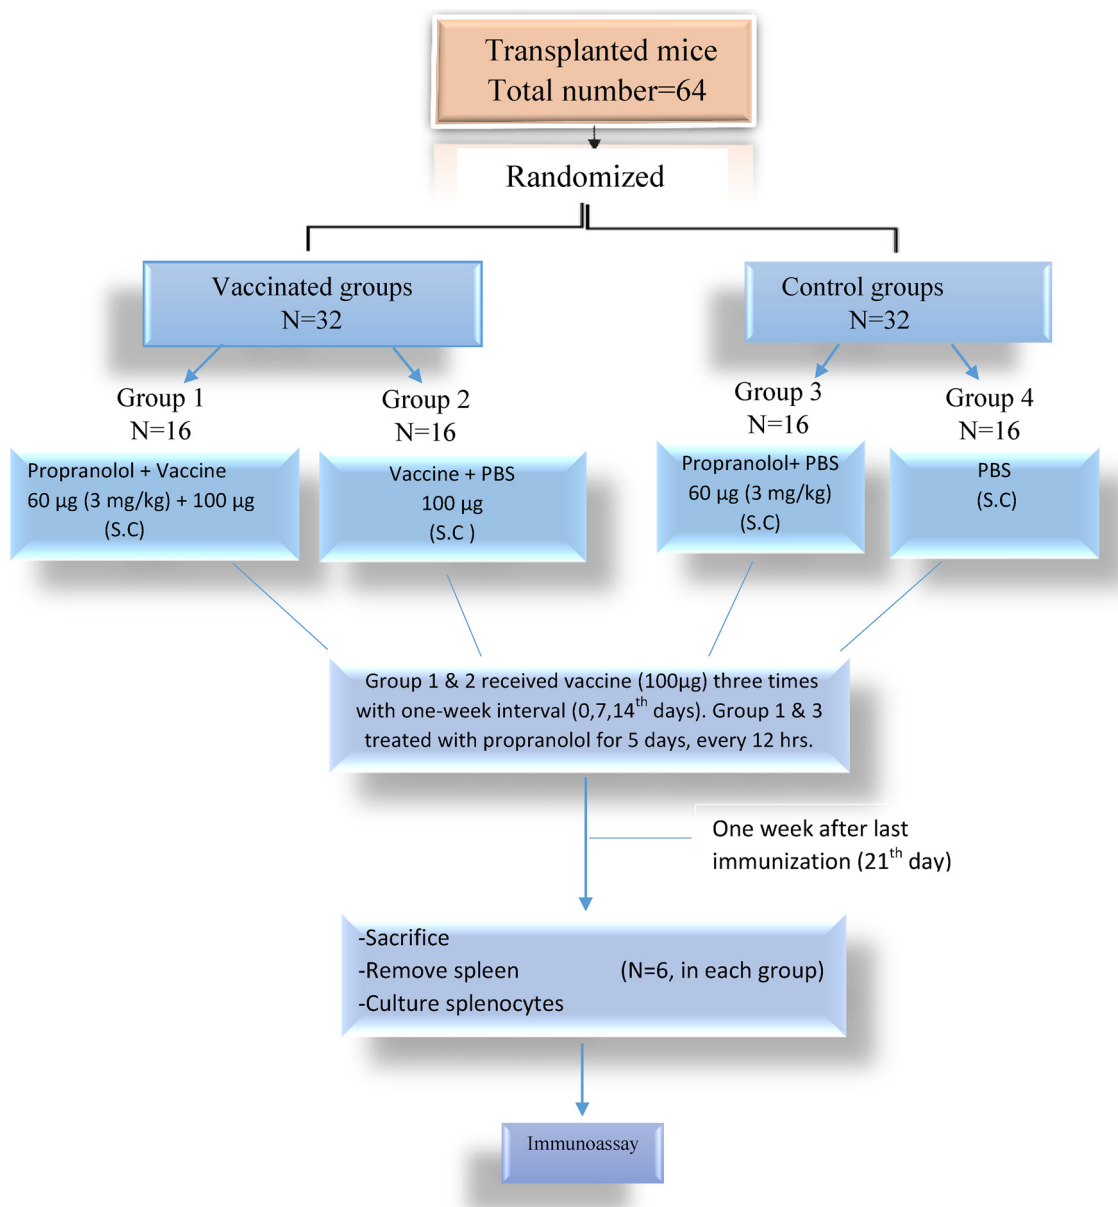 Transplanted mice
Total number=64
Randomized
Vaccinated groups
N=32
Control groups
N=32
Group 1
N=16
Group 2
N=16
Group 3
N=16
Group 4
N=16
Propranolol + Vaccine
60 µg (3 mg/kg) + 100 µg
(S.C)
Vaccine + PBS
100 µg
(S.C )
Propranolol+ PBS
60 µg (3 mg/kg)
(S.C)
PBS
(S.C)
Group 1 & 2 received vaccine (100µg) three times
with one-week interval (0,7,14th days). Group 1 & 3
treated with propranolol for 5 days, every 12 hrs.
One week after last
immunization (21th day)
-Sacrifice
-Remove spleen (N=6, in each group)
-Culture splenocytes
Immunoassay